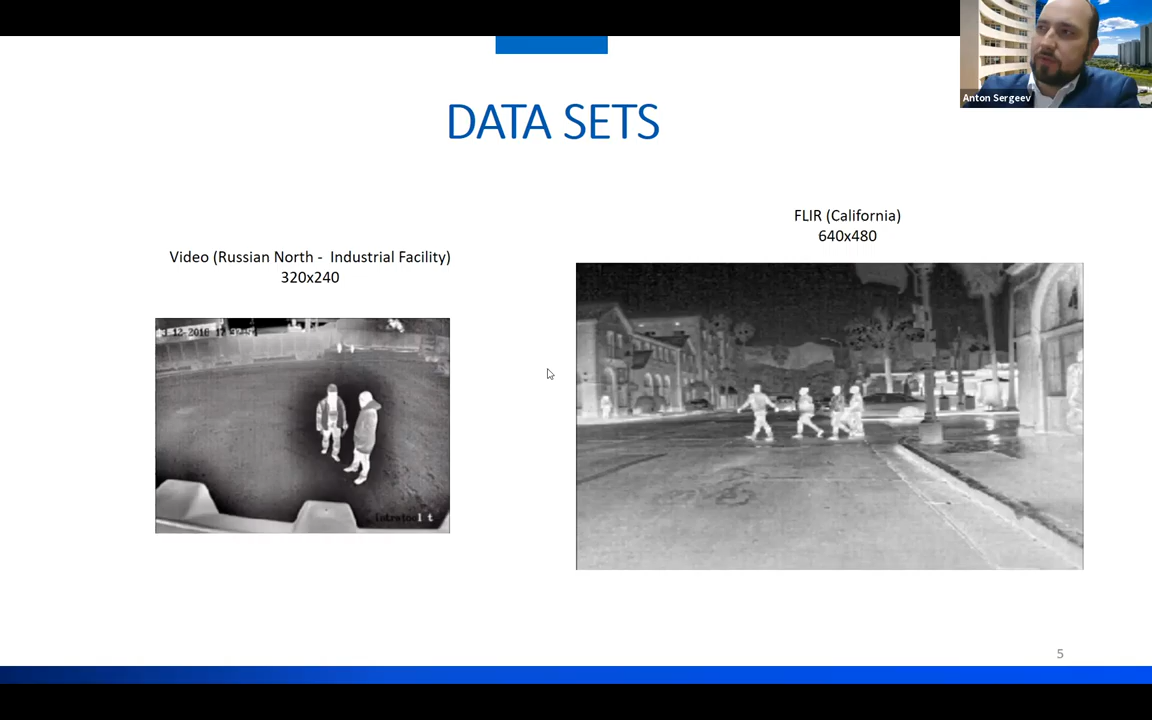 Anton Sergeev
DATA SETS
FLIR (California)
640x480
Video (Russian North - Industrial Facility)
320x240
5